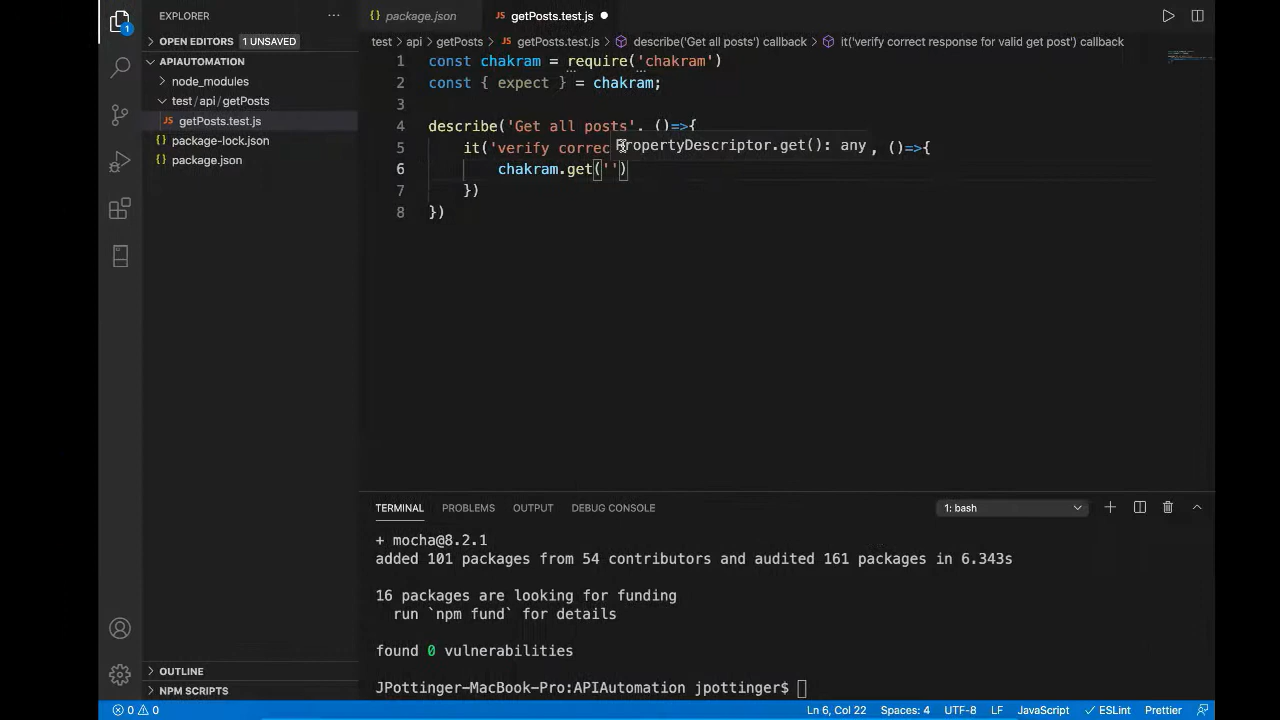 EXPLORER
···
package.json
getPosts.test.js
OPEN EDITORS 1 UNSAVED
test > api > getPosts > JS getPosts.test.js > describe('Get all posts') callback > it('verify correct response for valid get post') callback
APIAUTOMATION
node_modules
test / api / getPosts
JS getPosts.test.js
package-lock.json
package.json
1 const chakram = require('chakram')
2 const { expect } = chakram;
3
4 describe('Get all posts', ()=>{
5 it('verify correc PropertyDescriptor.get(): any , ()=>{
6 chakram.get('')
7 })
8 })
TERMINAL PROBLEMS OUTPUT DEBUG CONSOLE 1: bash
+ mocha@8.2.1
added 101 packages from 54 contributors and audited 161 packages in 6.343s
16 packages are looking for funding
run `npm fund` for details
found 0 vulnerabilities
JPottinger-MacBook-Pro:APIAutomation jpottinger$
OUTLINE
NPM SCRIPTS
0 0 Ln 6, Col 22 Spaces: 4 UTF-8 LF JavaScript ESLint Prettier